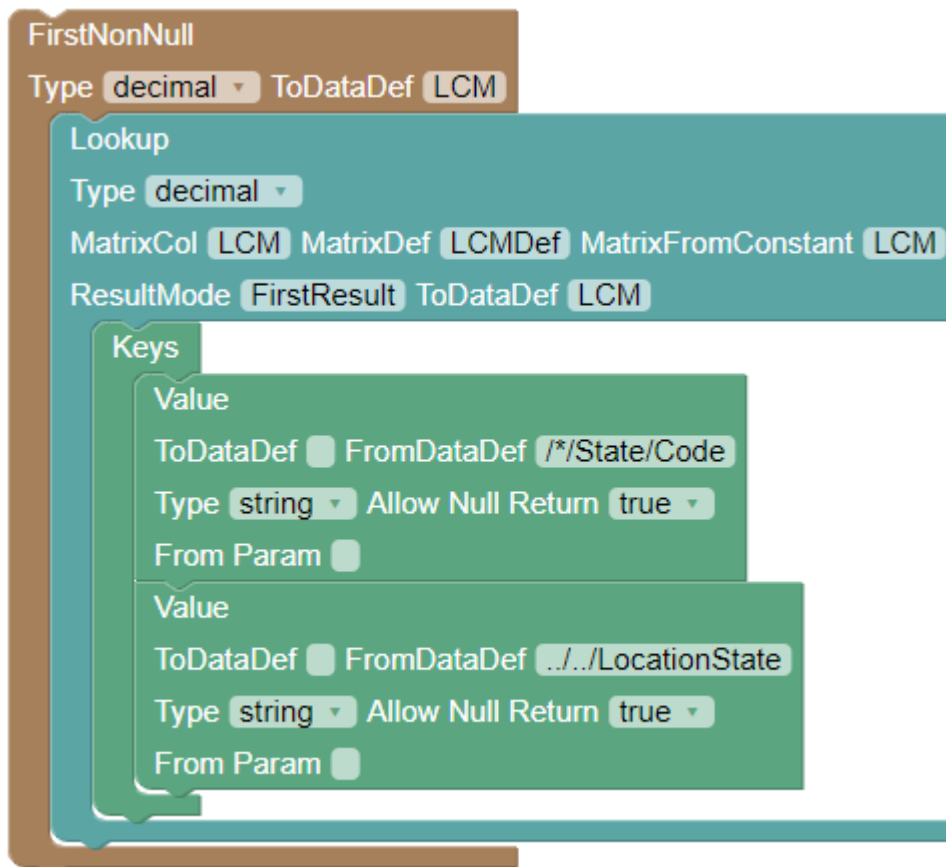 FirstNonNull
Type decimal ToDataDef LCM
Lookup
Type decimal
MatrixCol LCM MatrixDef LCMDef MatrixFromConstant LCM
ResultMode FirstResult ToDataDef LCM
Keys
Value
ToDataDef FromDataDef /*/State/Code
Type string Allow Null Return true
From Param
Value
ToDataDef FromDataDef ../../LocationState
Type string Allow Null Return true
From Param